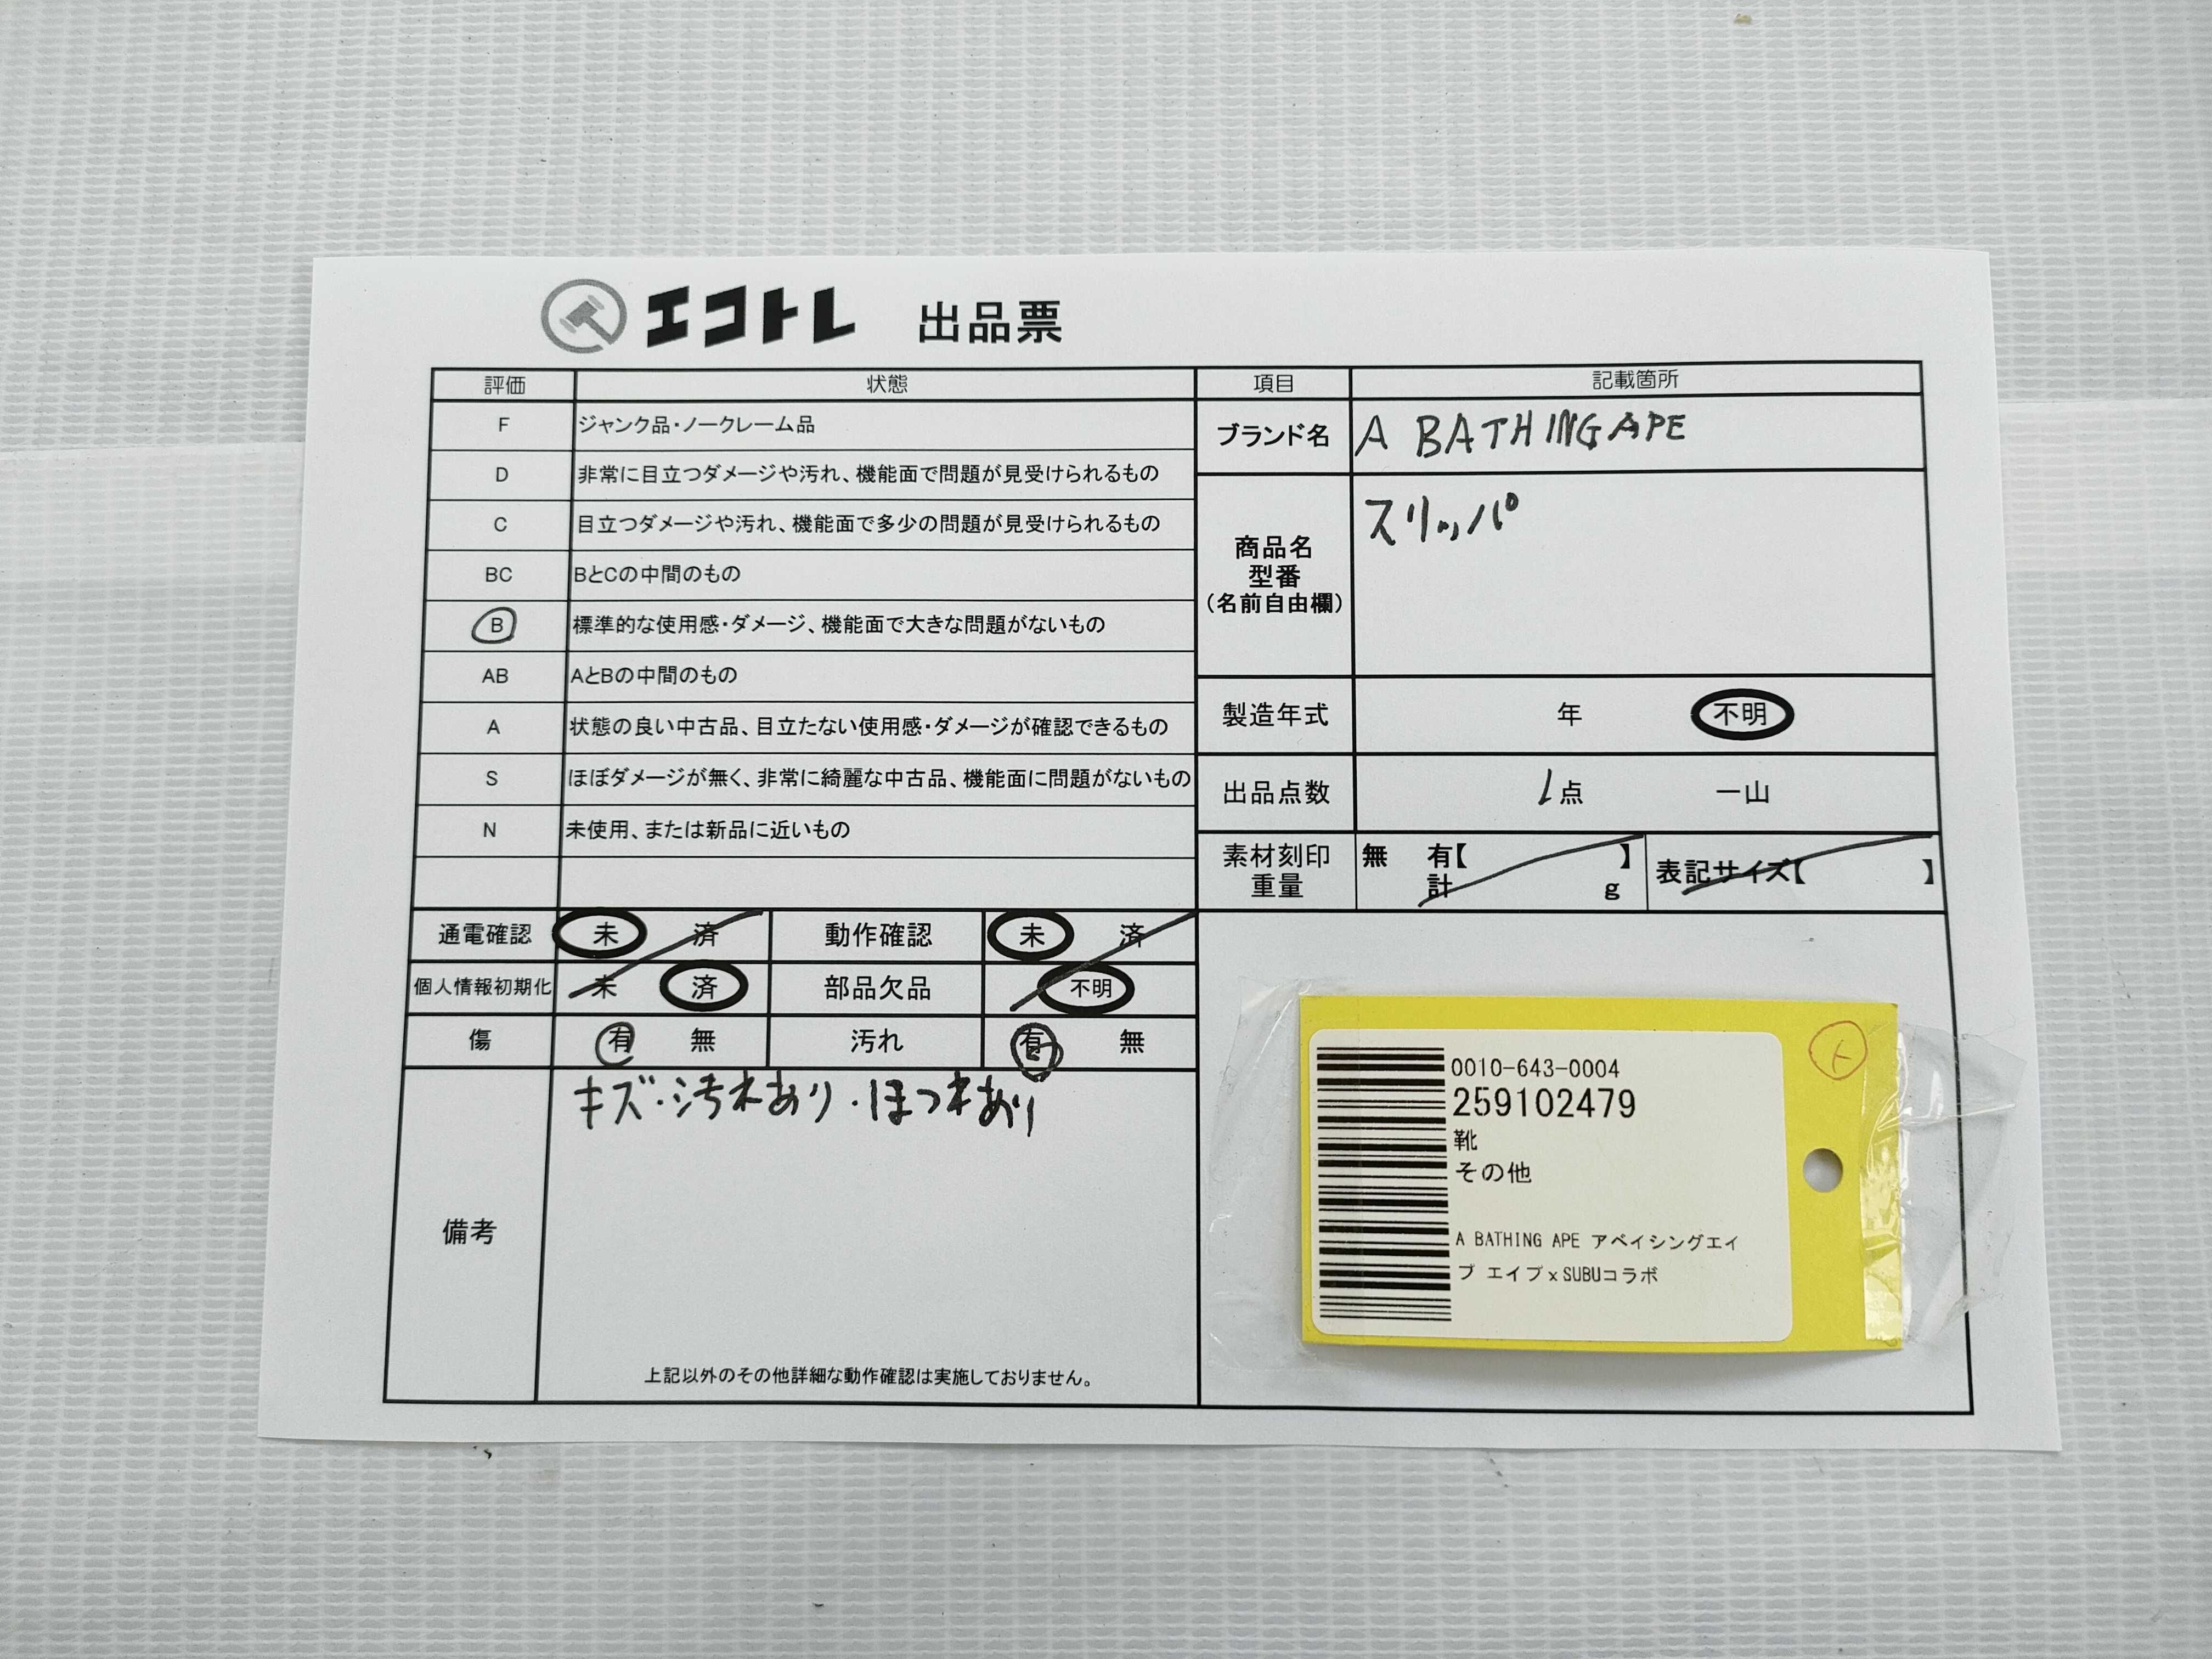 エコトレ 出品票
評価 状態
F ジャンク品・ノークレーム品
D 非常に目立つダメージや汚れ、機能面で問題が見受けられるもの
C 目立つダメージや汚れ、機能面で多少の問題が見受けられるもの
BC BとCの中間のもの
B 標準的な使用感・ダメージ、機能面で大きな問題がないもの
AB AとBの中間のもの
A 状態の良い中古品、目立たない使用感・ダメージが確認できるもの
S ほぼダメージが無く、非常に綺麗な中古品、機能面に問題がないもの
N 未使用、または新品に近いもの
項目 記載箇所
ブランド名 A BATHING APE
商品名
型番
(名前自由欄)
スリッパ
製造年式 年 不明
出品点数 1点 一山
素材刻印
重量
無 有【 】
計 g
表記サイズ【 】
通電確認 未 済 動作確認 未 済
個人情報初期化 未 済 部品欠品 不明
傷 有 無 汚れ 有 無
備考
キズ・汚れあり・ほつれあり
上記以外のその他詳細な動作確認は実施しておりません。
0010-643-0004
259102479
靴
その他
A BATHING APE アベイシングエイ
プ エイプxSUBUコラボ
ト